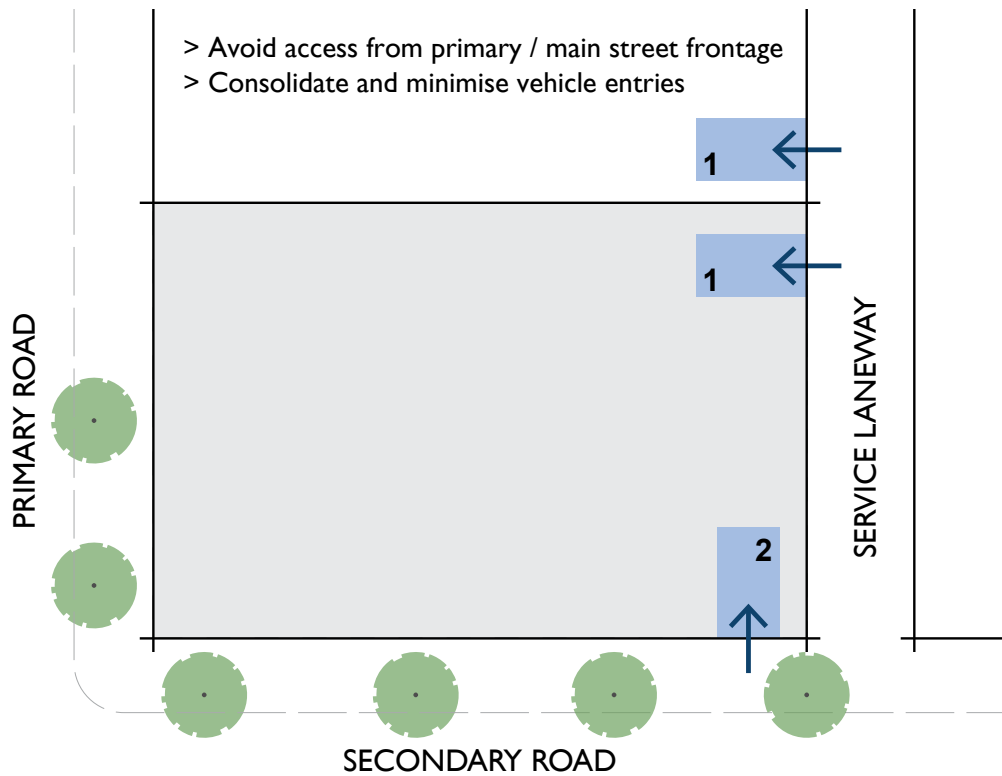 > Avoid access from primary / main street frontage
> Consolidate and minimise vehicle entries
1
1
PRIMARY ROAD
SERVICE LANEWAY
2
SECONDARY ROAD